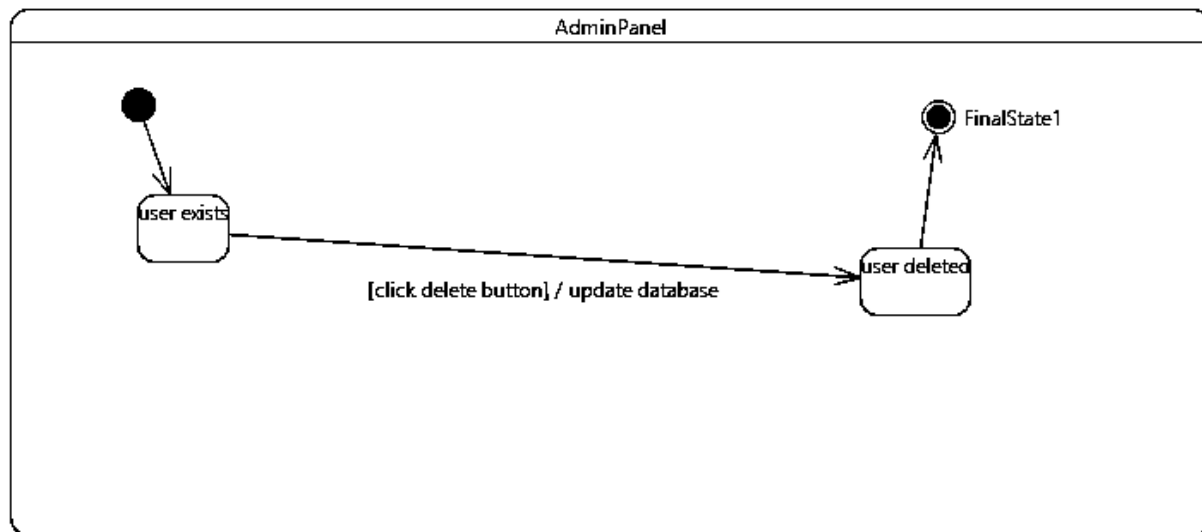 AdminPanel
FinalState1
user exists
user deleted
[click delete button] / update database